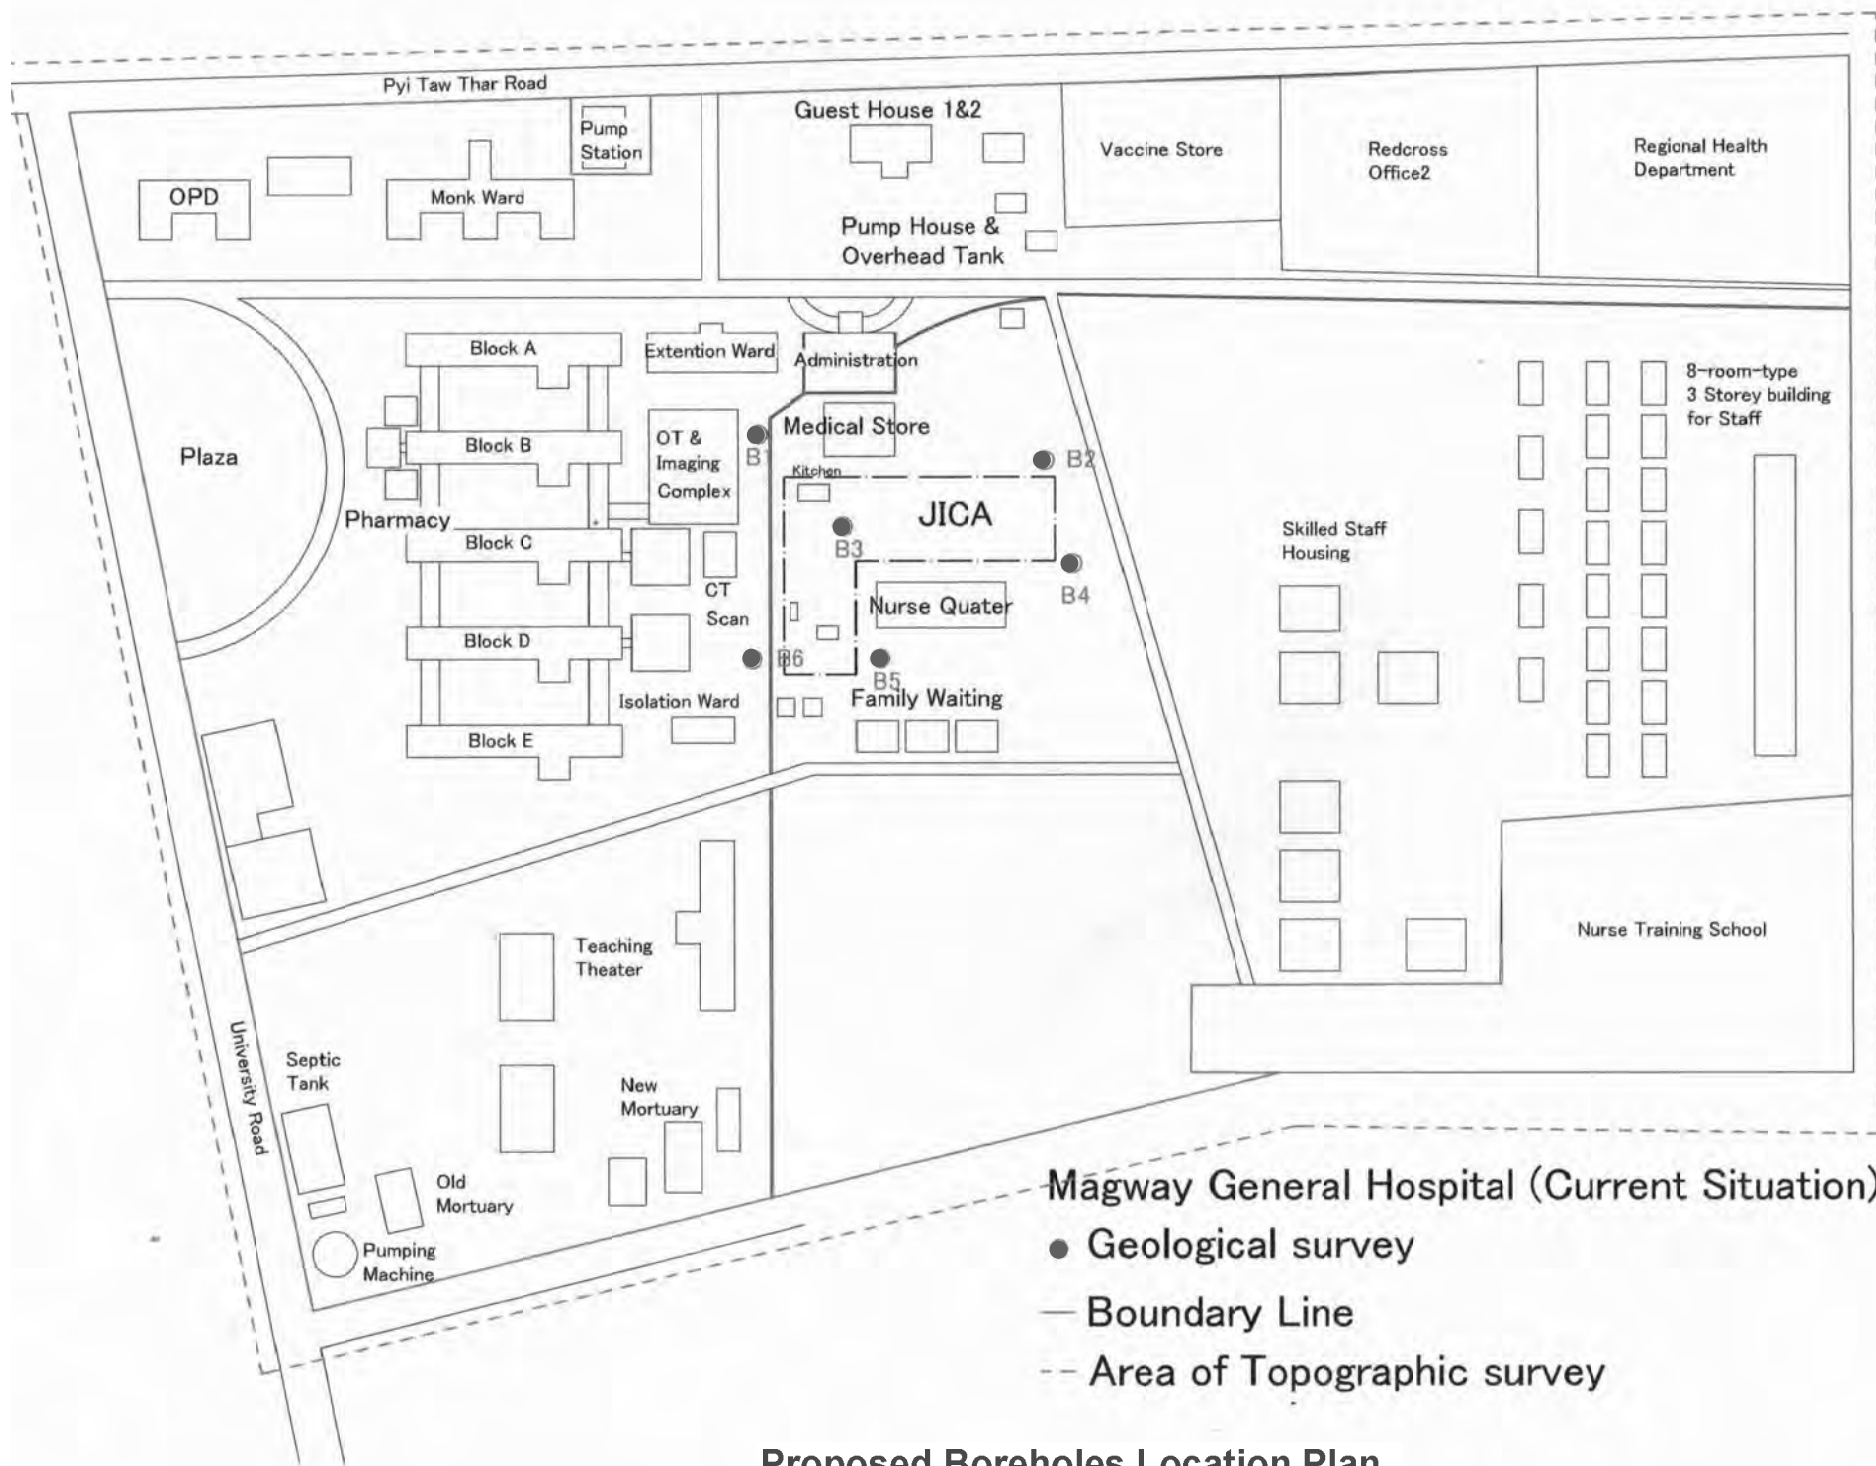 Pyi Taw Thar Road
Guest House 1&2
Pump
Station
Vaccine Store
Redcross
Office2
Regional Health
Department
OPD
Monk Ward
Pump House &
Overhead Tank
Block A
Extention Ward
Administration
8-room-type
3 Storey building
for Staff
Plaza
Block B
OT &
Imaging
Complex
B1
Medical Store
B2
Kitchen
Pharmacy
JICA
Block C
B3
Skilled Staff
Housing
CT
Scan
B4
Nurse Quater
Block D
B6
B5
Isolation Ward
Family Waiting
Block E
Teaching
Theater
Nurse Training School
University Road
Septic
Tank
New
Mortuary
Old
Mortuary
Pumping
Machine
Magway General Hospital (Current Situation)
Geological survey
Boundary Line
Area of Topographic survey
Proposed Boreholes Location Plan